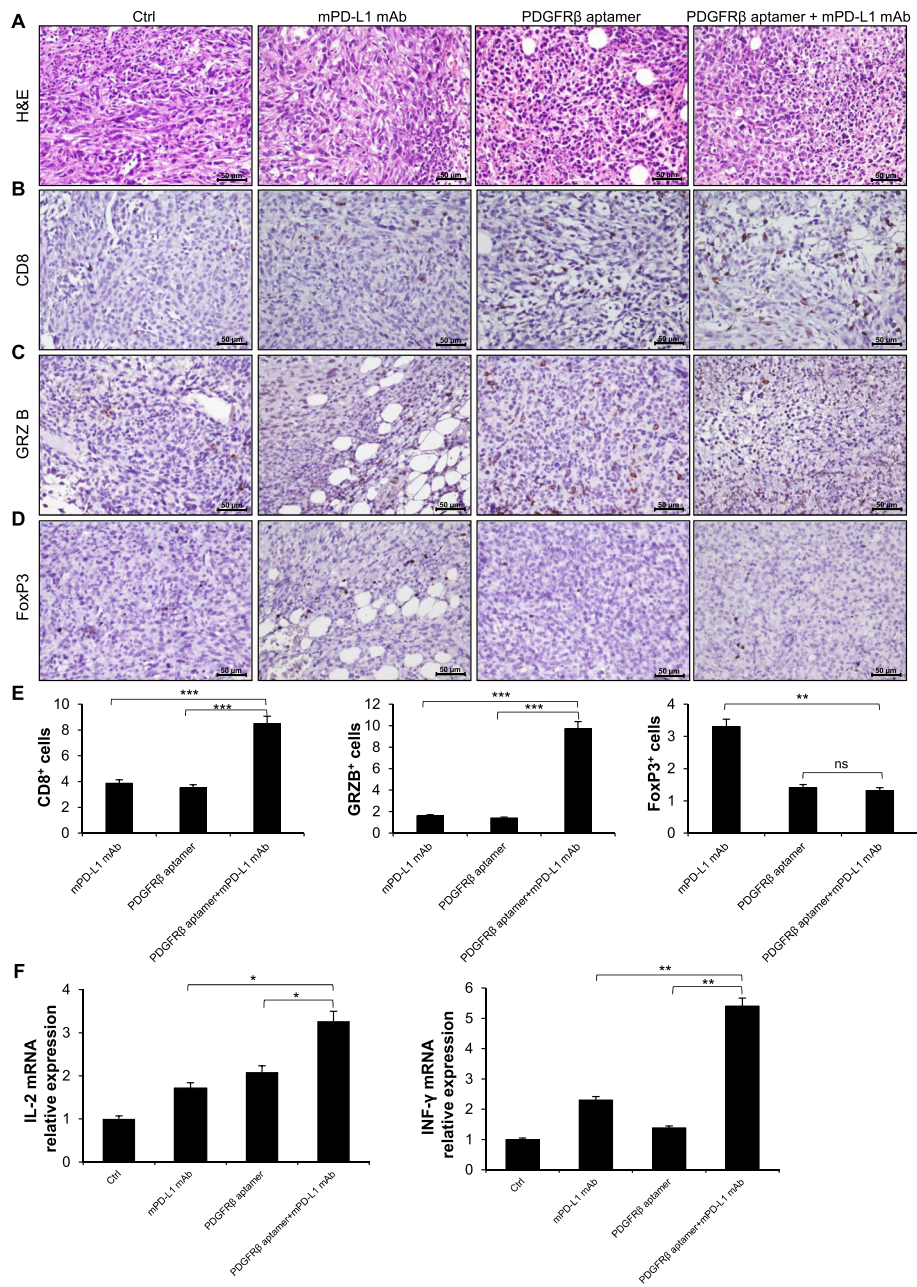 A
Ctrl
mPD-L1 mAb
PDGFRβ aptamer
PDGFRβ aptamer + mPD-L1 mAb
H&E
50 µm
50 µm
50 µm
50 µm
B
CD8
50 µm
50 µm
50 µm
50 µm
C
GRZ B
50 µm
50 µm
50 µm
50 µm
D
FoxP3
50 µm
50 µm
50 µm
50 µm
E
CD8+ cells
10
8
6
4
2
0
***
***
mPD-L1 mAb
PDGFRβ aptamer
PDGFRβ aptamer+mPD-L1 mAb
GRZB+ cells
12
10
8
6
4
2
0
***
***
mPD-L1 mAb
PDGFRβ aptamer
PDGFRβ aptamer+mPD-L1 mAb
FoxP3+ cells
4
3
2
1
0
**
ns
mPD-L1 mAb
PDGFRβ aptamer
PDGFRβ aptamer+mPD-L1 mAb
F
IL-2 mRNA
relative expression
4
3
2
1
0
*
*
Ctrl
mPD-L1 mAb
PDGFRβ aptamer
PDGFRβ aptamer+mPD-L1 mAb
INF-γ mRNA
relative expression
6
5
4
3
2
1
0
**
**
Ctrl
mPD-L1 mAb
PDGFRβ aptamer
PDGFRβ aptamer+mPD-L1 mAb